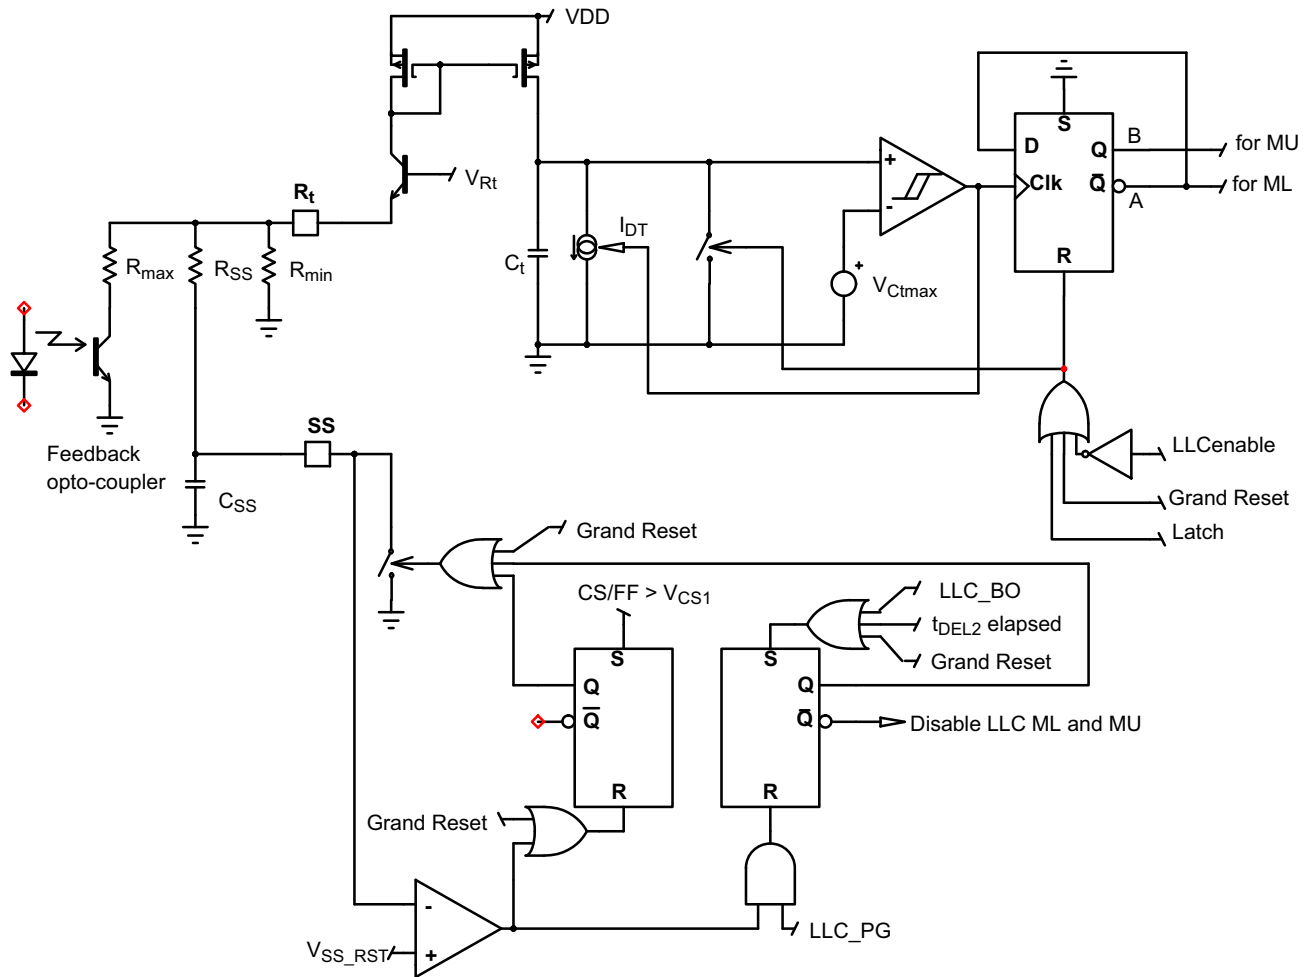 VDD
S
D
Q
B
for MU
Clk
Q
A
for ML
R
VRt
Rt
IDT
Ct
VCtmax
Rmax
RSS
Rmin
SS
Feedback
opto-coupler
CSS
LLCenable
Grand Reset
Latch
Grand Reset
CS/FF > VCS1
LLC_BO
tDEL2 elapsed
Grand Reset
S
Q
Q
R
S
Q
Q
R
Disable LLC ML and MU
Grand Reset
VSS_RST
LLC_PG
+
-
+
-
+